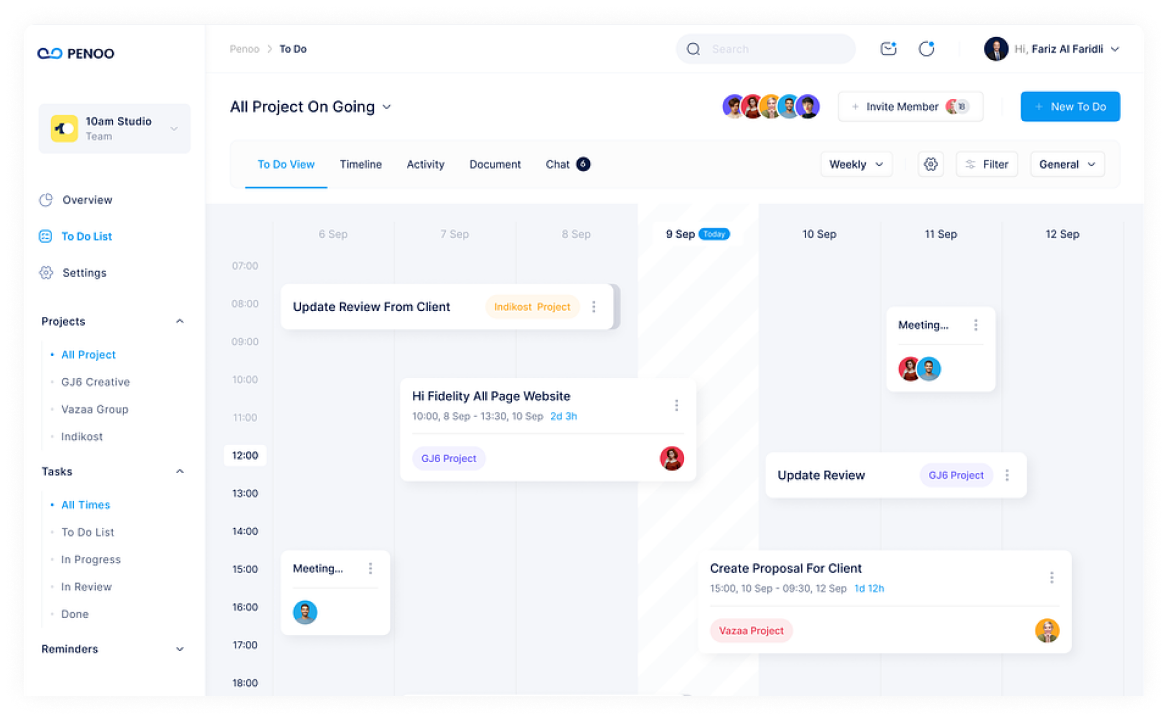 PENOO
Penoo > To Do
Search
Hi, Fariz Al Faridli
10am Studio
Team
All Project On Going
+ Invite Member
+ New To Do
To Do View
Timeline
Activity
Document
Chat 6
Weekly
Filter
General
Overview
To Do List
Settings
Projects
All Project
GJ6 Creative
Vazaa Group
Indikost
Tasks
All Times
To Do List
In Progress
In Review
Done
Reminders
6 Sep
7 Sep
8 Sep
9 Sep Today
10 Sep
11 Sep
12 Sep
07:00
08:00
09:00
10:00
11:00
12:00
13:00
14:00
15:00
16:00
17:00
18:00
Update Review From Client
Indikost Project
Meeting...
Hi Fidelity All Page Website
10:00, 8 Sep - 13:30, 10 Sep 2d 3h
GJ6 Project
Update Review
GJ6 Project
Meeting...
Create Proposal For Client
15:00, 10 Sep - 09:30, 12 Sep 1d 12h
Vazaa Project